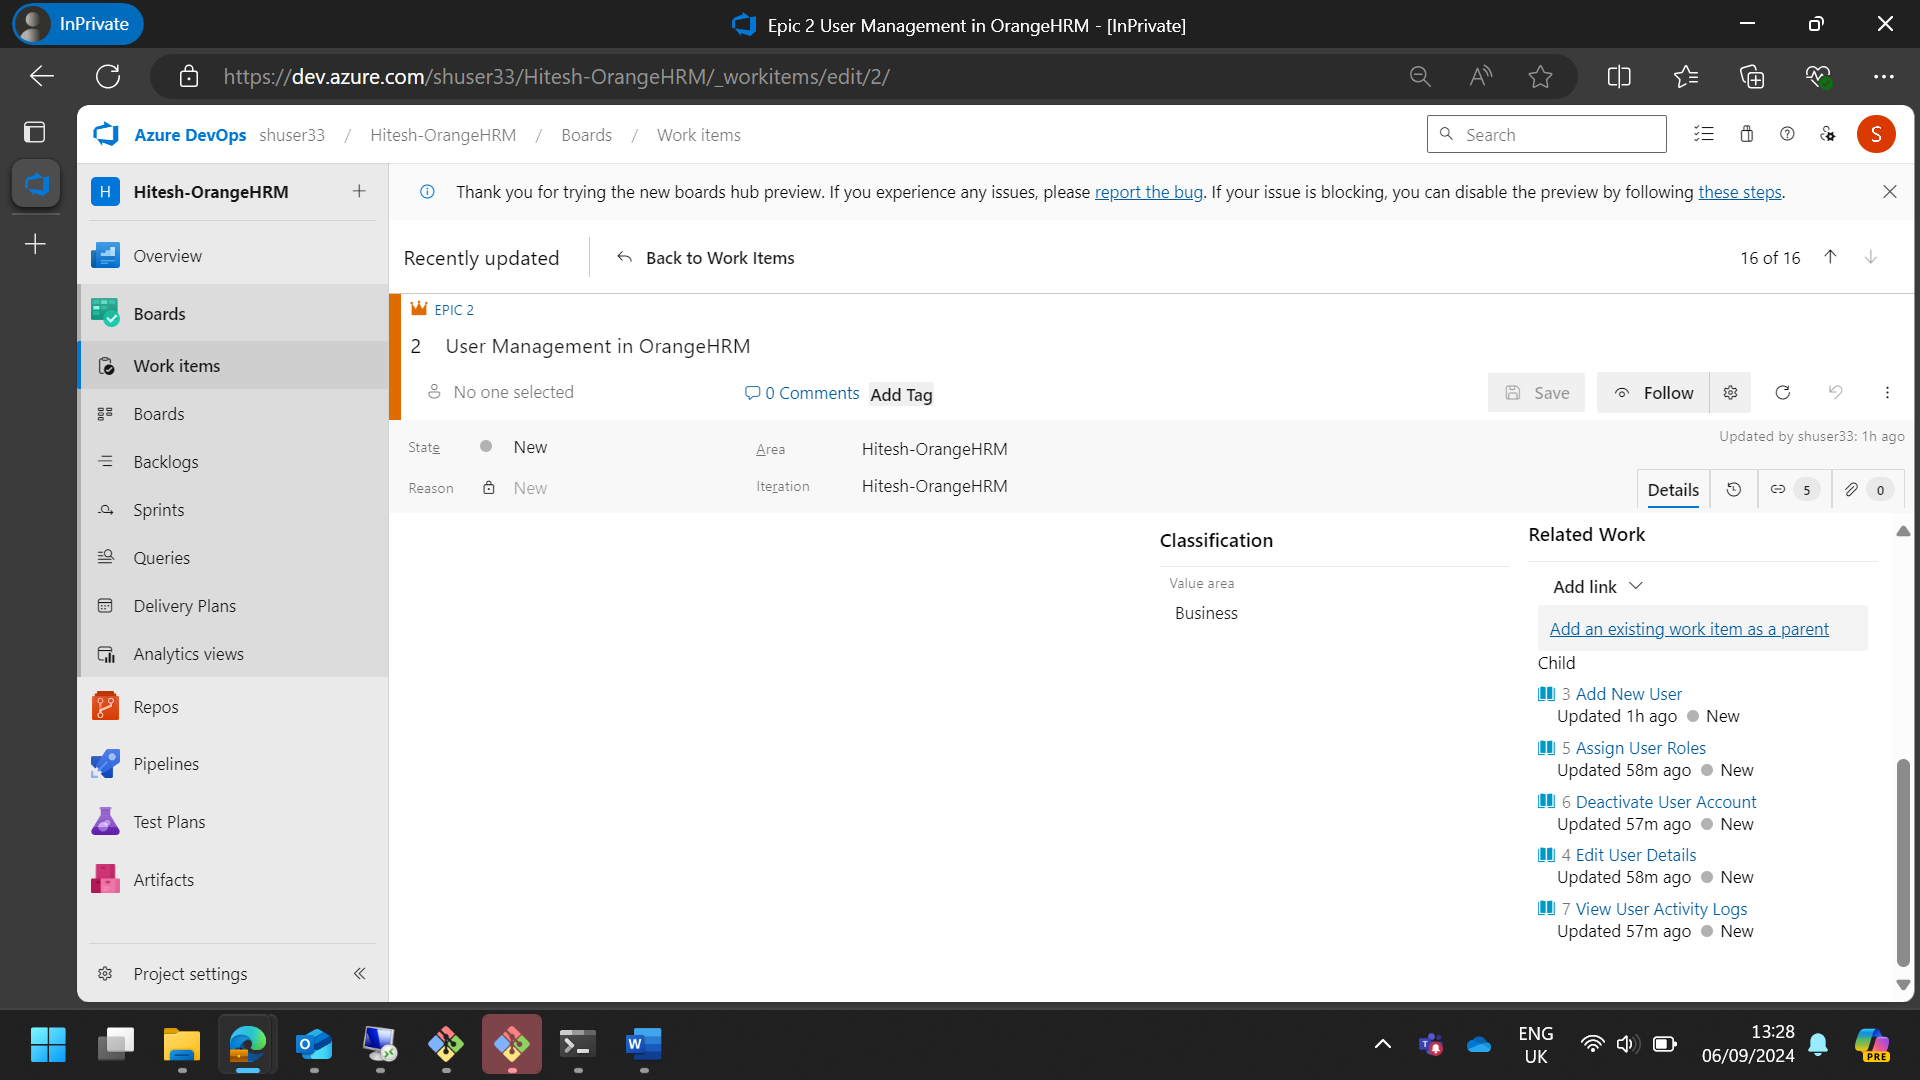 InPrivate
Epic 2 User Management in OrangeHRM - [InPrivate]
https://dev.azure.com/shuser33/Hitesh-OrangeHRM/_workitems/edit/2/
Azure DevOps shuser33 / Hitesh-OrangeHRM / Boards / Work items
Search
S
H Hitesh-OrangeHRM
Thank you for trying the new boards hub preview. If you experience any issues, please report the bug. If your issue is blocking, you can disable the preview by following these steps.
Overview
Boards
Work items
Boards
Backlogs
Sprints
Queries
Delivery Plans
Analytics views
Repos
Pipelines
Test Plans
Artifacts
Project settings
Recently updated
Back to Work Items
16 of 16
EPIC 2
2 User Management in OrangeHRM
No one selected
0 Comments
Add Tag
Save
Follow
State New
Area Hitesh-OrangeHRM
Updated by shuser33: 1h ago
Reason New
Iteration Hitesh-OrangeHRM
Details
5
0
Classification
Value area
Business
Related Work
Add link
Add an existing work item as a parent
Child
3 Add New User
Updated 1h ago New
5 Assign User Roles
Updated 58m ago New
6 Deactivate User Account
Updated 57m ago New
4 Edit User Details
Updated 58m ago New
7 View User Activity Logs
Updated 57m ago New
ENG
UK
13:28
06/09/2024
PRE